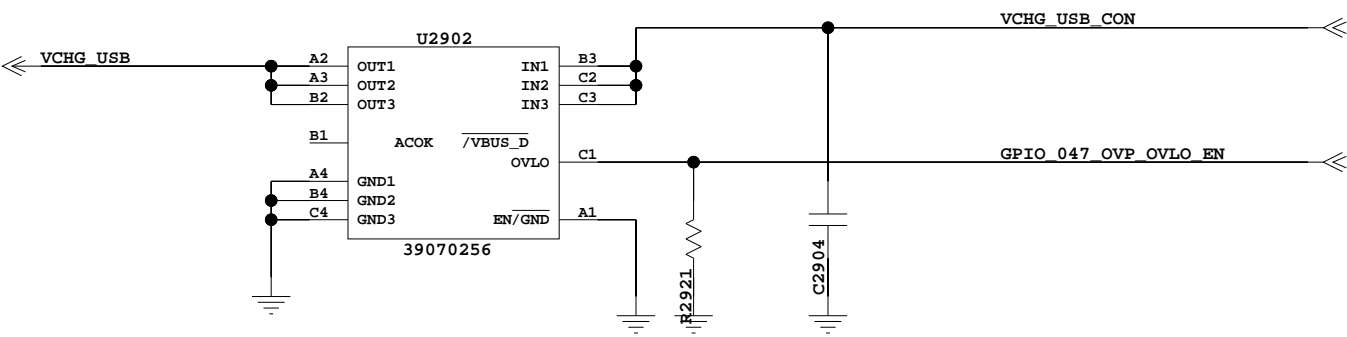 VCHG_USB_CON
U2902
VCHG_USB
A2 OUT1 IN1 B3
A3 OUT2 IN2 C2
B2 OUT3 IN3 C3
B1 ACOK /VBUS_D
OVLO C1 GPIO_047_OVP_OVLO_EN
A4 GND1
B4 GND2
C4 GND3 EN/GND A1
39070256
R2921
C2904